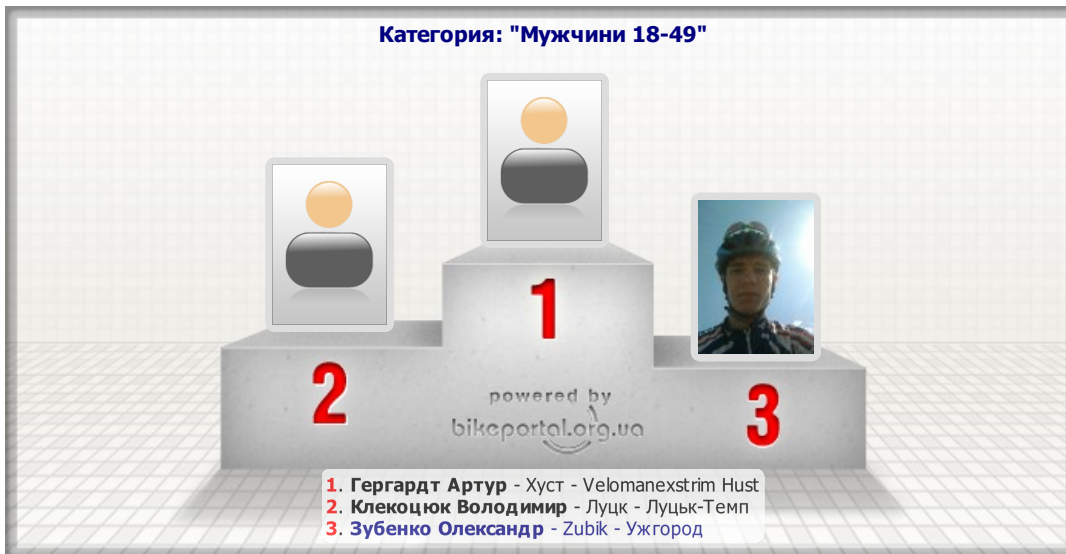 Категория: "Мужчини 18-49"
1
2
3
powered by
bikeportal.org.ua
1. Гергардт Артур - Хуст - Velomanexstrim Hust
2. Клекоцюк Володимир - Луцк - Луцьк-Темп
3. Зубенко Олександр - Zubik - Ужгород